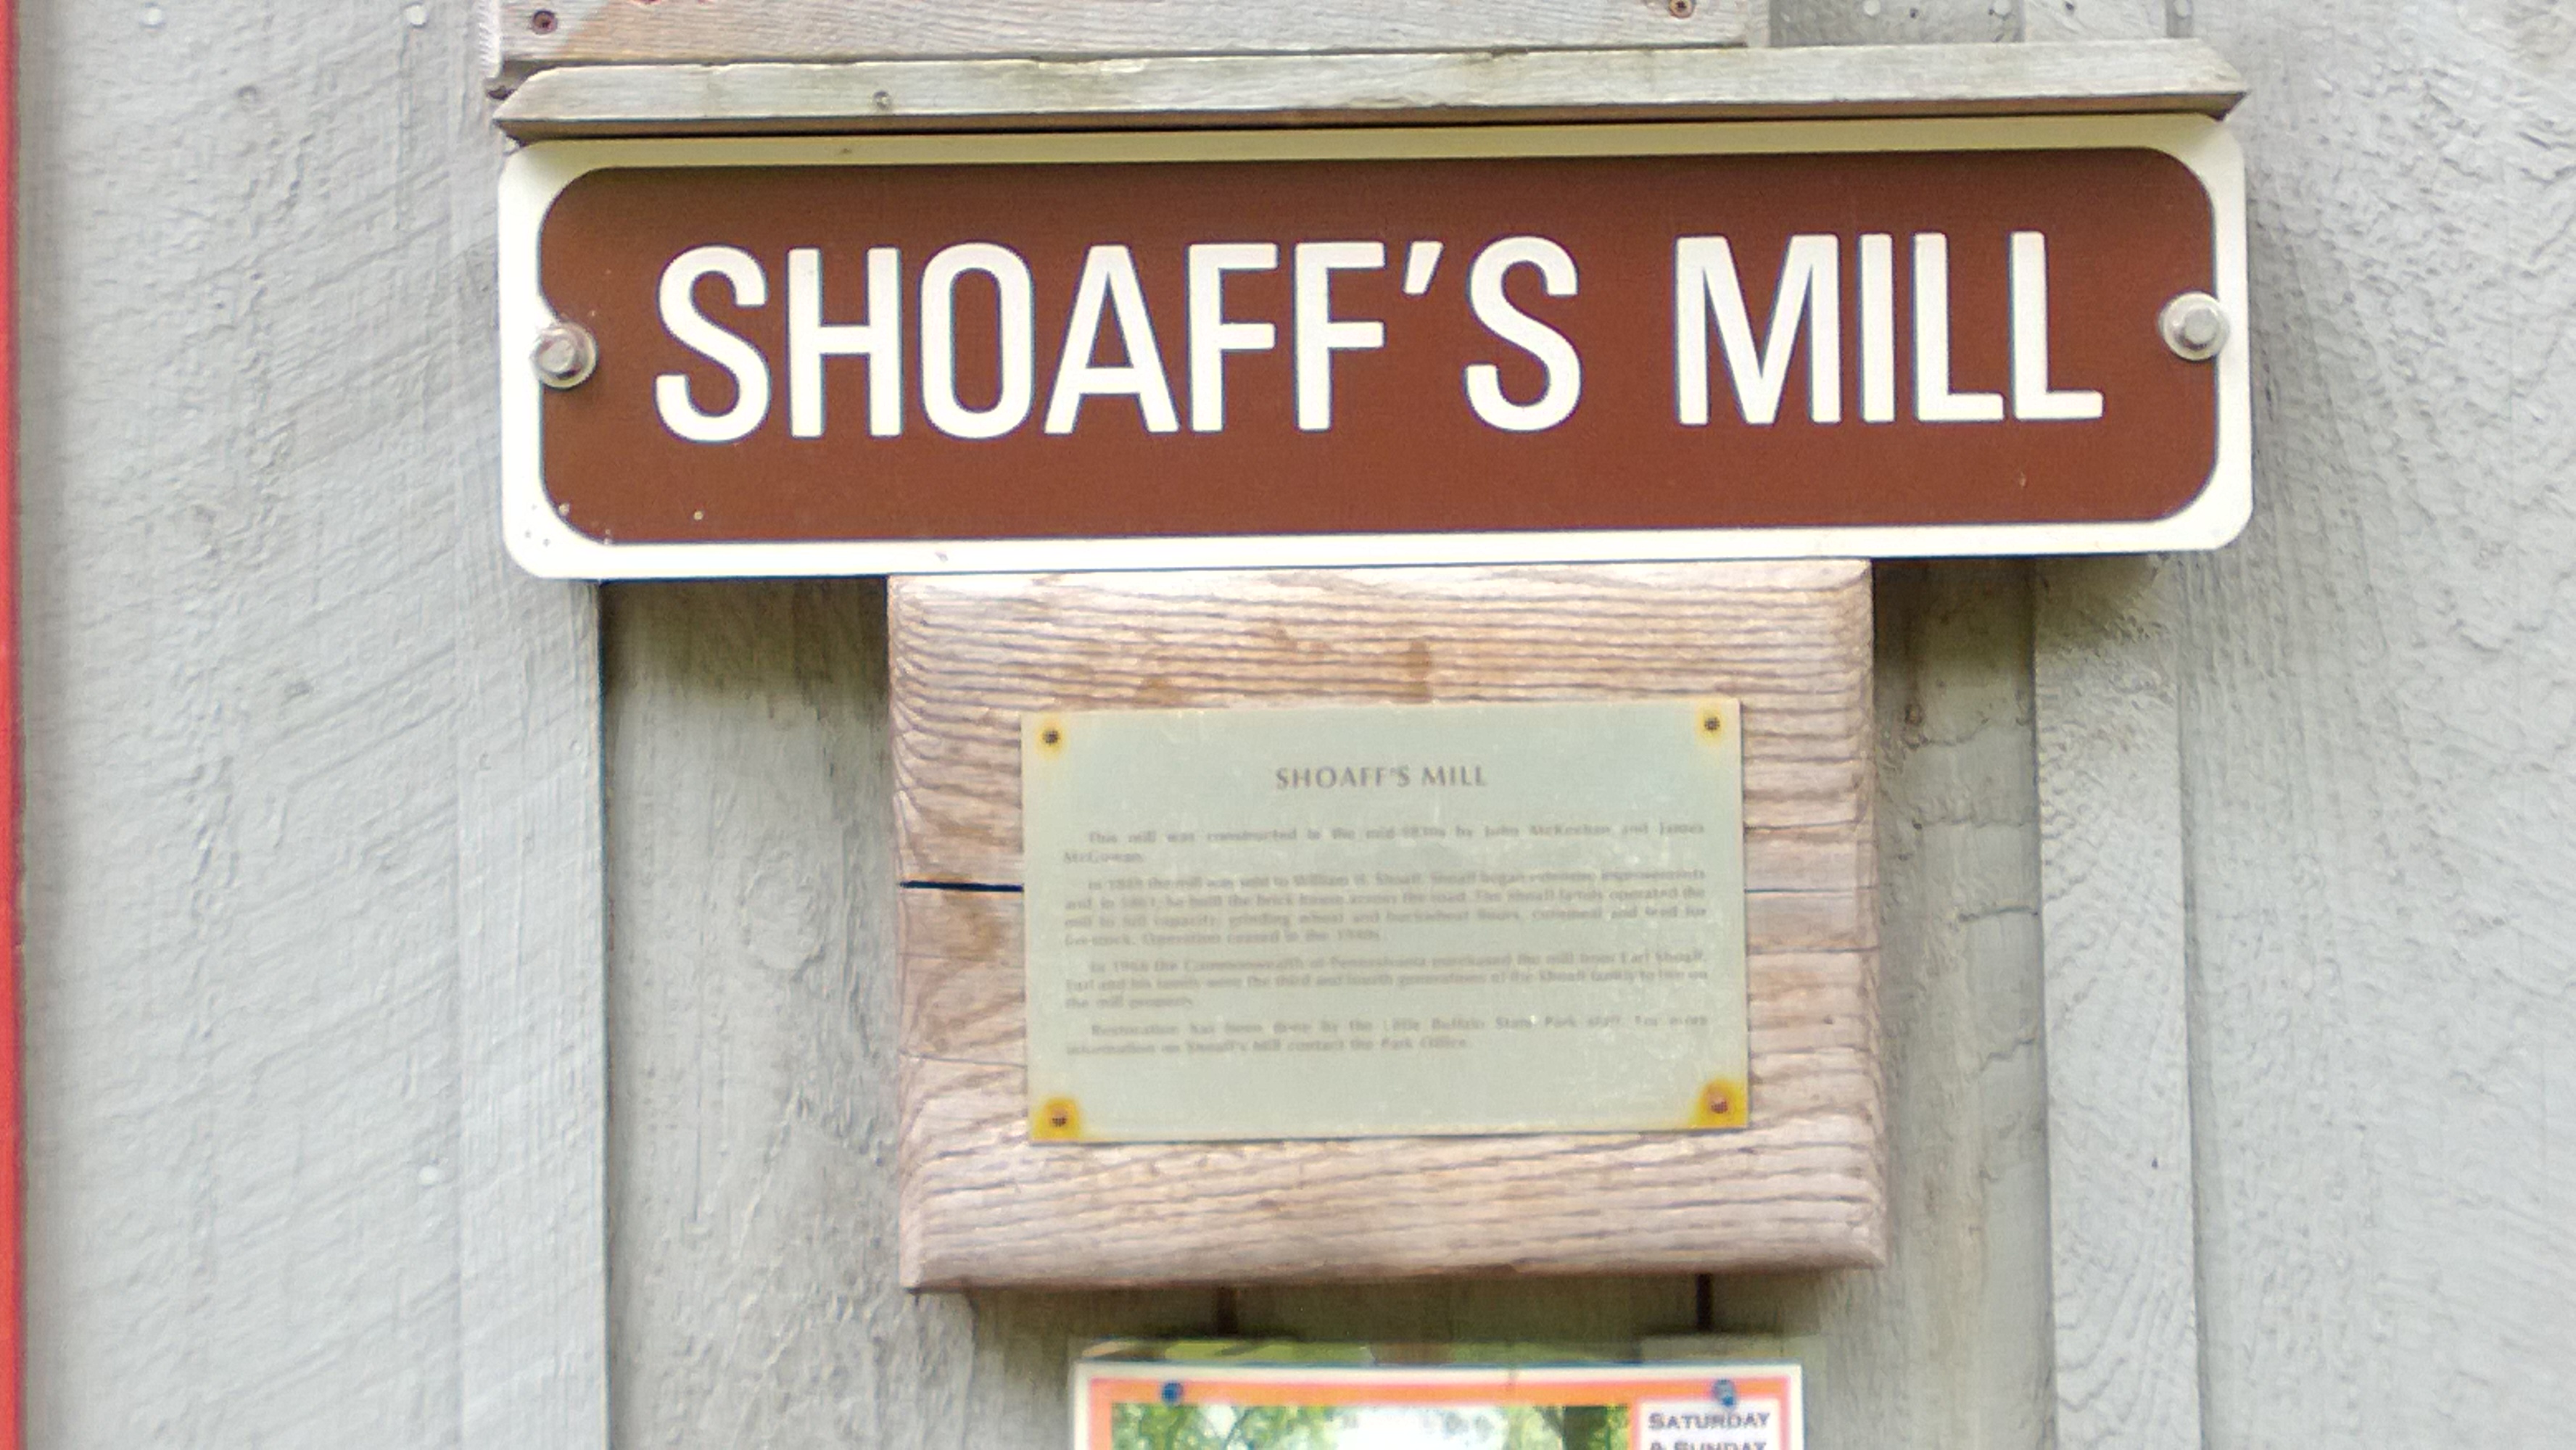 SHOAFF'S MILL
SHOAFF'S MILL
This mill was constructed in the mid-1830s by John McKeehan and James
McGowan.
the mill was sold to William H. Shoaff. Shoaff began extensive improvements
and in he built the brick house across the road. The Shoaff family operated the
mill to full capacity, grinding wheat and buckwheat flours, cornmeal and feed for
livestock. Operation ceased in the 1940s.
In 1966 the Commonwealth of Pennsylvania purchased the mill from Earl Shoaff.
Earl and his family were the third and fourth generations of the Shoaff family to live on
the mill property.
Restoration has been done by the Little Buffalo State Park staff. For more
information on Shoaff's Mill contact the Park Office.
SATURDAY
& SUNDAY